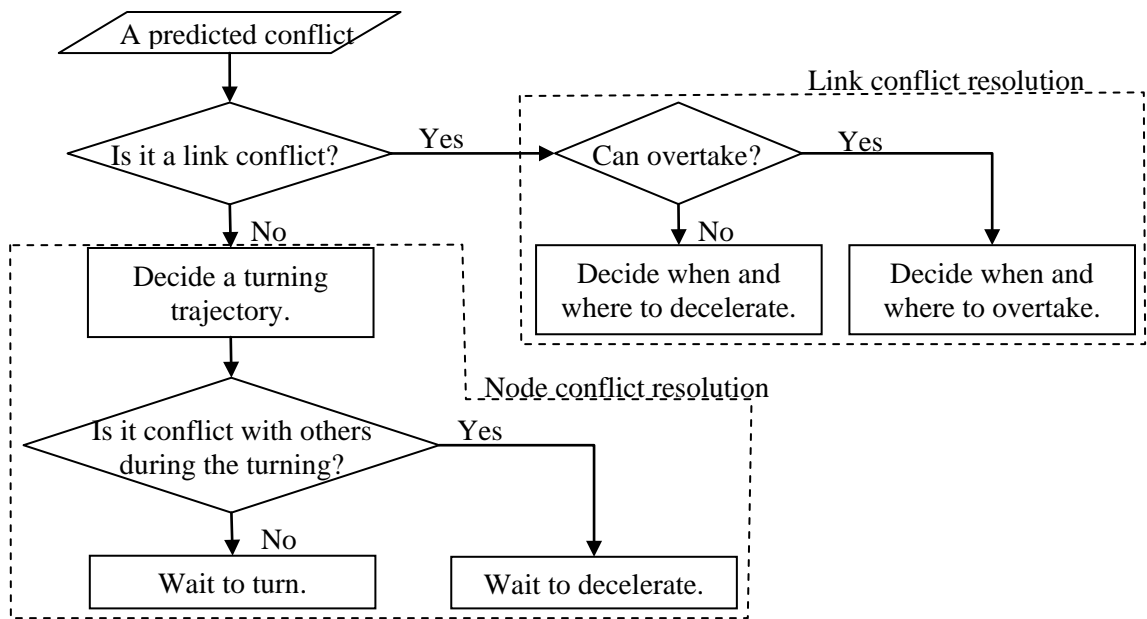 A predicted conflict
Link conflict resolution
Is it a link conflict?
Yes
Can overtake?
Yes
No
No
Decide a turning
trajectory.
Decide when and
where to decelerate.
Decide when and
where to overtake.
Node conflict resolution
Is it conflict with others
during the turning?
Yes
No
Wait to turn.
Wait to decelerate.